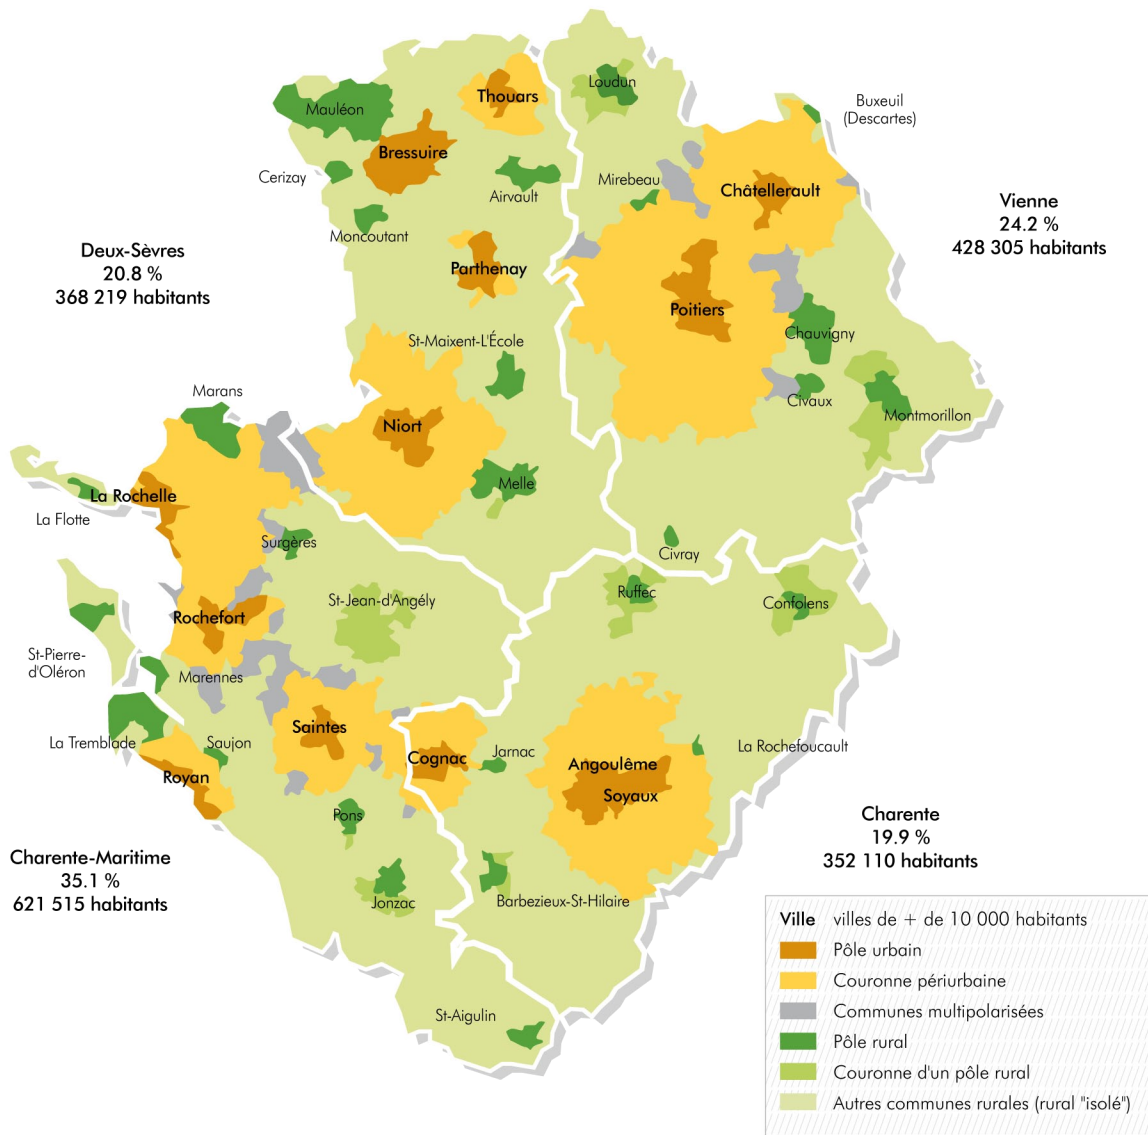 Loudun
Thouars
Mauléon
Buxeuil
(Descartes)
Bressuire
Cerizay
Airvault
Mirebeau
Châtellerault
Moncoutant
Vienne
24.2 %
428 305 habitants
Deux-Sèvres
20.8 %
368 219 habitants
Parthenay
Poitiers
St-Maixent-L'École
Chauvigny
Marans
Civaux
Montmorillon
Niort
Melle
La Rochelle
La Flotte
Surgères
Civray
St-Jean-d'Angély
Ruffec
Confolens
Rochefort
St-Pierre-
d'Oléron
Marennes
Saintes
La Tremblade
Saujon
Royan
Cognac
Jarnac
La Rochefoucault
Angoulême
Soyaux
Pons
Charente
19.9 %
352 110 habitants
Charente-Maritime
35.1 %
621 515 habitants
Jonzac
Barbezieux-St-Hilaire
St-Aigulin
Ville villes de + de 10 000 habitants
Pôle urbain
Couronne périurbaine
Communes multipolarisées
Pôle rural
Couronne d'un pôle rural
Autres communes rurales (rural "isolé")